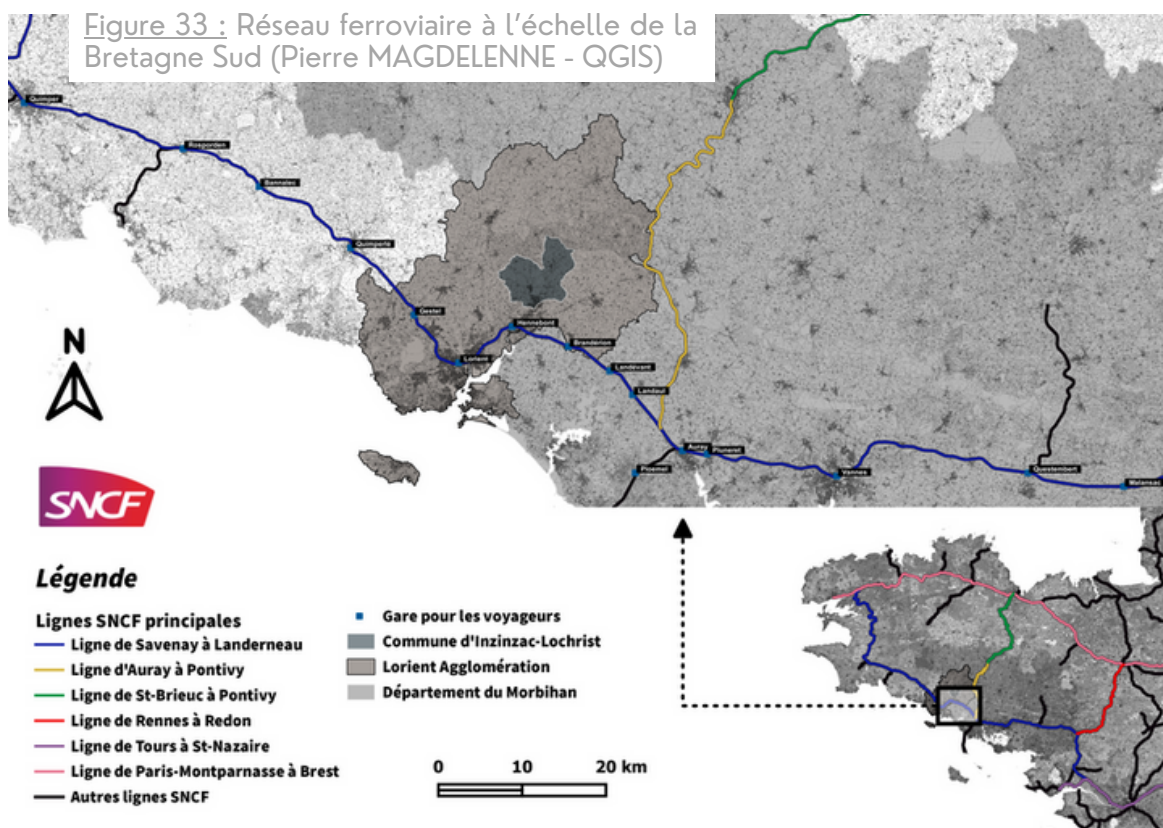 Figure 33 : Réseau ferroviaire à l'échelle de la
Bretagne Sud (Pierre MAGDELENNE - QGIS)
Quimper
Rosporden
Bannalec
Quimperlé
Gestel
Lorient
Hennebont
Brandérion
Landévant
Landaul
Auray
Pluneret
Ploemel
Vannes
Questembert
Malansac
N
SNCF
Légende
Lignes SNCF principales
Ligne de Savenay à Landerneau
Ligne d'Auray à Pontivy
Ligne de St-Brieuc à Pontivy
Ligne de Rennes à Redon
Ligne de Tours à St-Nazaire
Ligne de Paris-Montparnasse à Brest
Autres lignes SNCF
Gare pour les voyageurs
Commune d'Inzinzac-Lochrist
Lorient Agglomération
Département du Morbihan
0 10 20 km